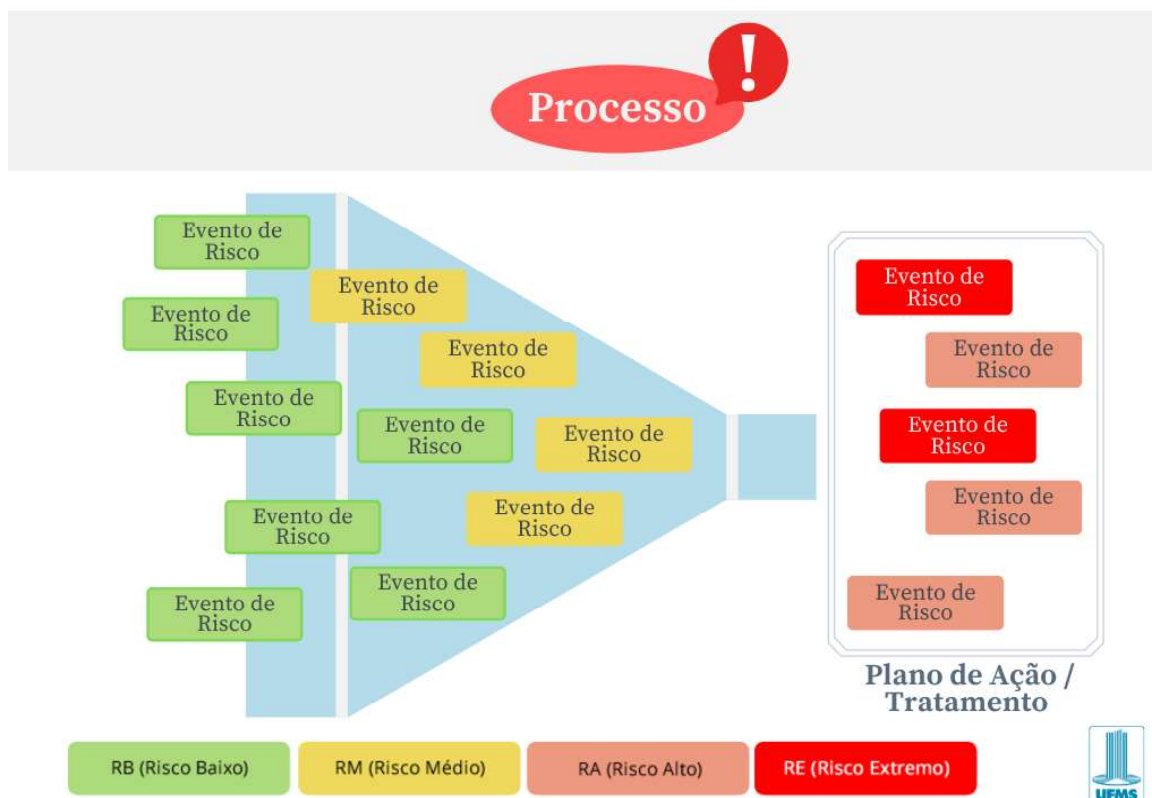 !
Processo
Evento de
Risco
Evento de
Risco
Evento de
Risco
Evento de
Risco
Evento de
Risco
Evento de
Risco
Evento de
Risco
Evento de
Risco
Evento de
Risco
Evento de
Risco
Evento de
Risco
Evento de
Risco
Evento de
Risco
Evento de
Risco
Evento de
Risco
Evento de
Risco
Plano de Ação /
Tratamento
RB (Risco Baixo)
RM (Risco Médio)
RA (Risco Alto)
RE (Risco Extremo)
UFMS